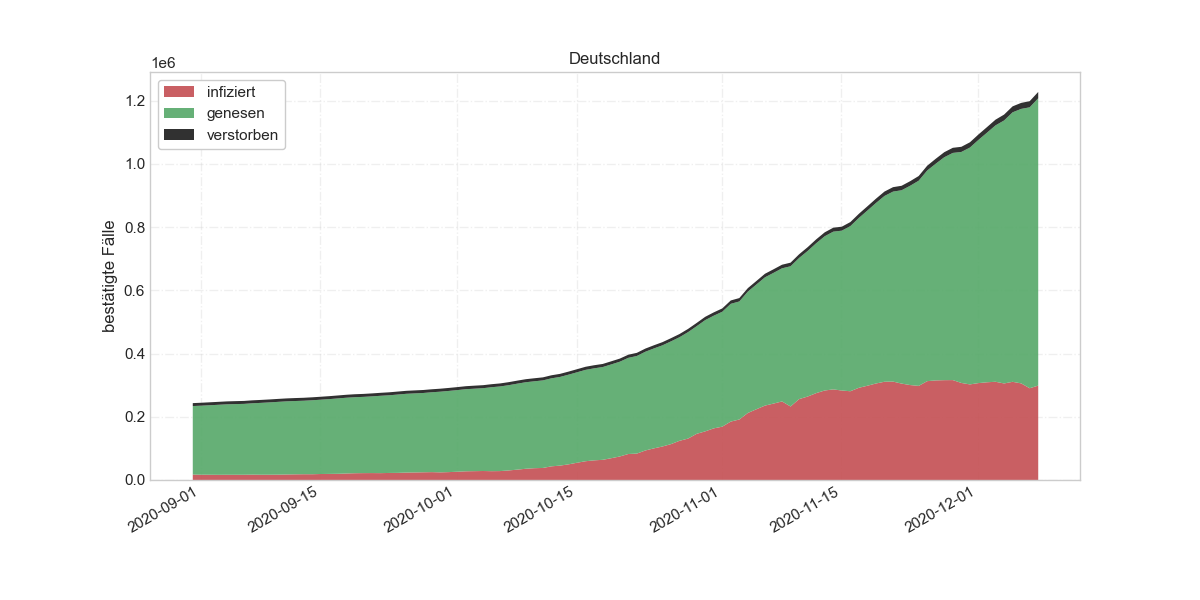 Deutschland
1e6
infiziert
genesen
verstorben
bestätigte Fälle
1.2
1.0
0.8
0.6
0.4
0.2
0.0
2020-09-01
2020-09-15
2020-10-01
2020-10-15
2020-11-01
2020-11-15
2020-12-01